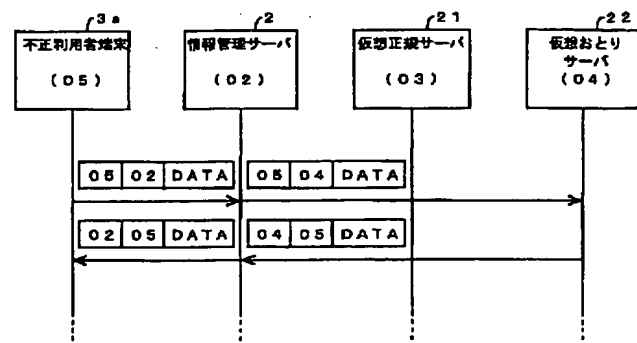 3a
2
21
22
不正利用者端末
(05)
情報管理サーバ
(02)
仮想正規サーバ
(03)
仮想おとり
サーバ
(04)
05 02 DATA
05 04 DATA
02 05 DATA
04 05 DATA